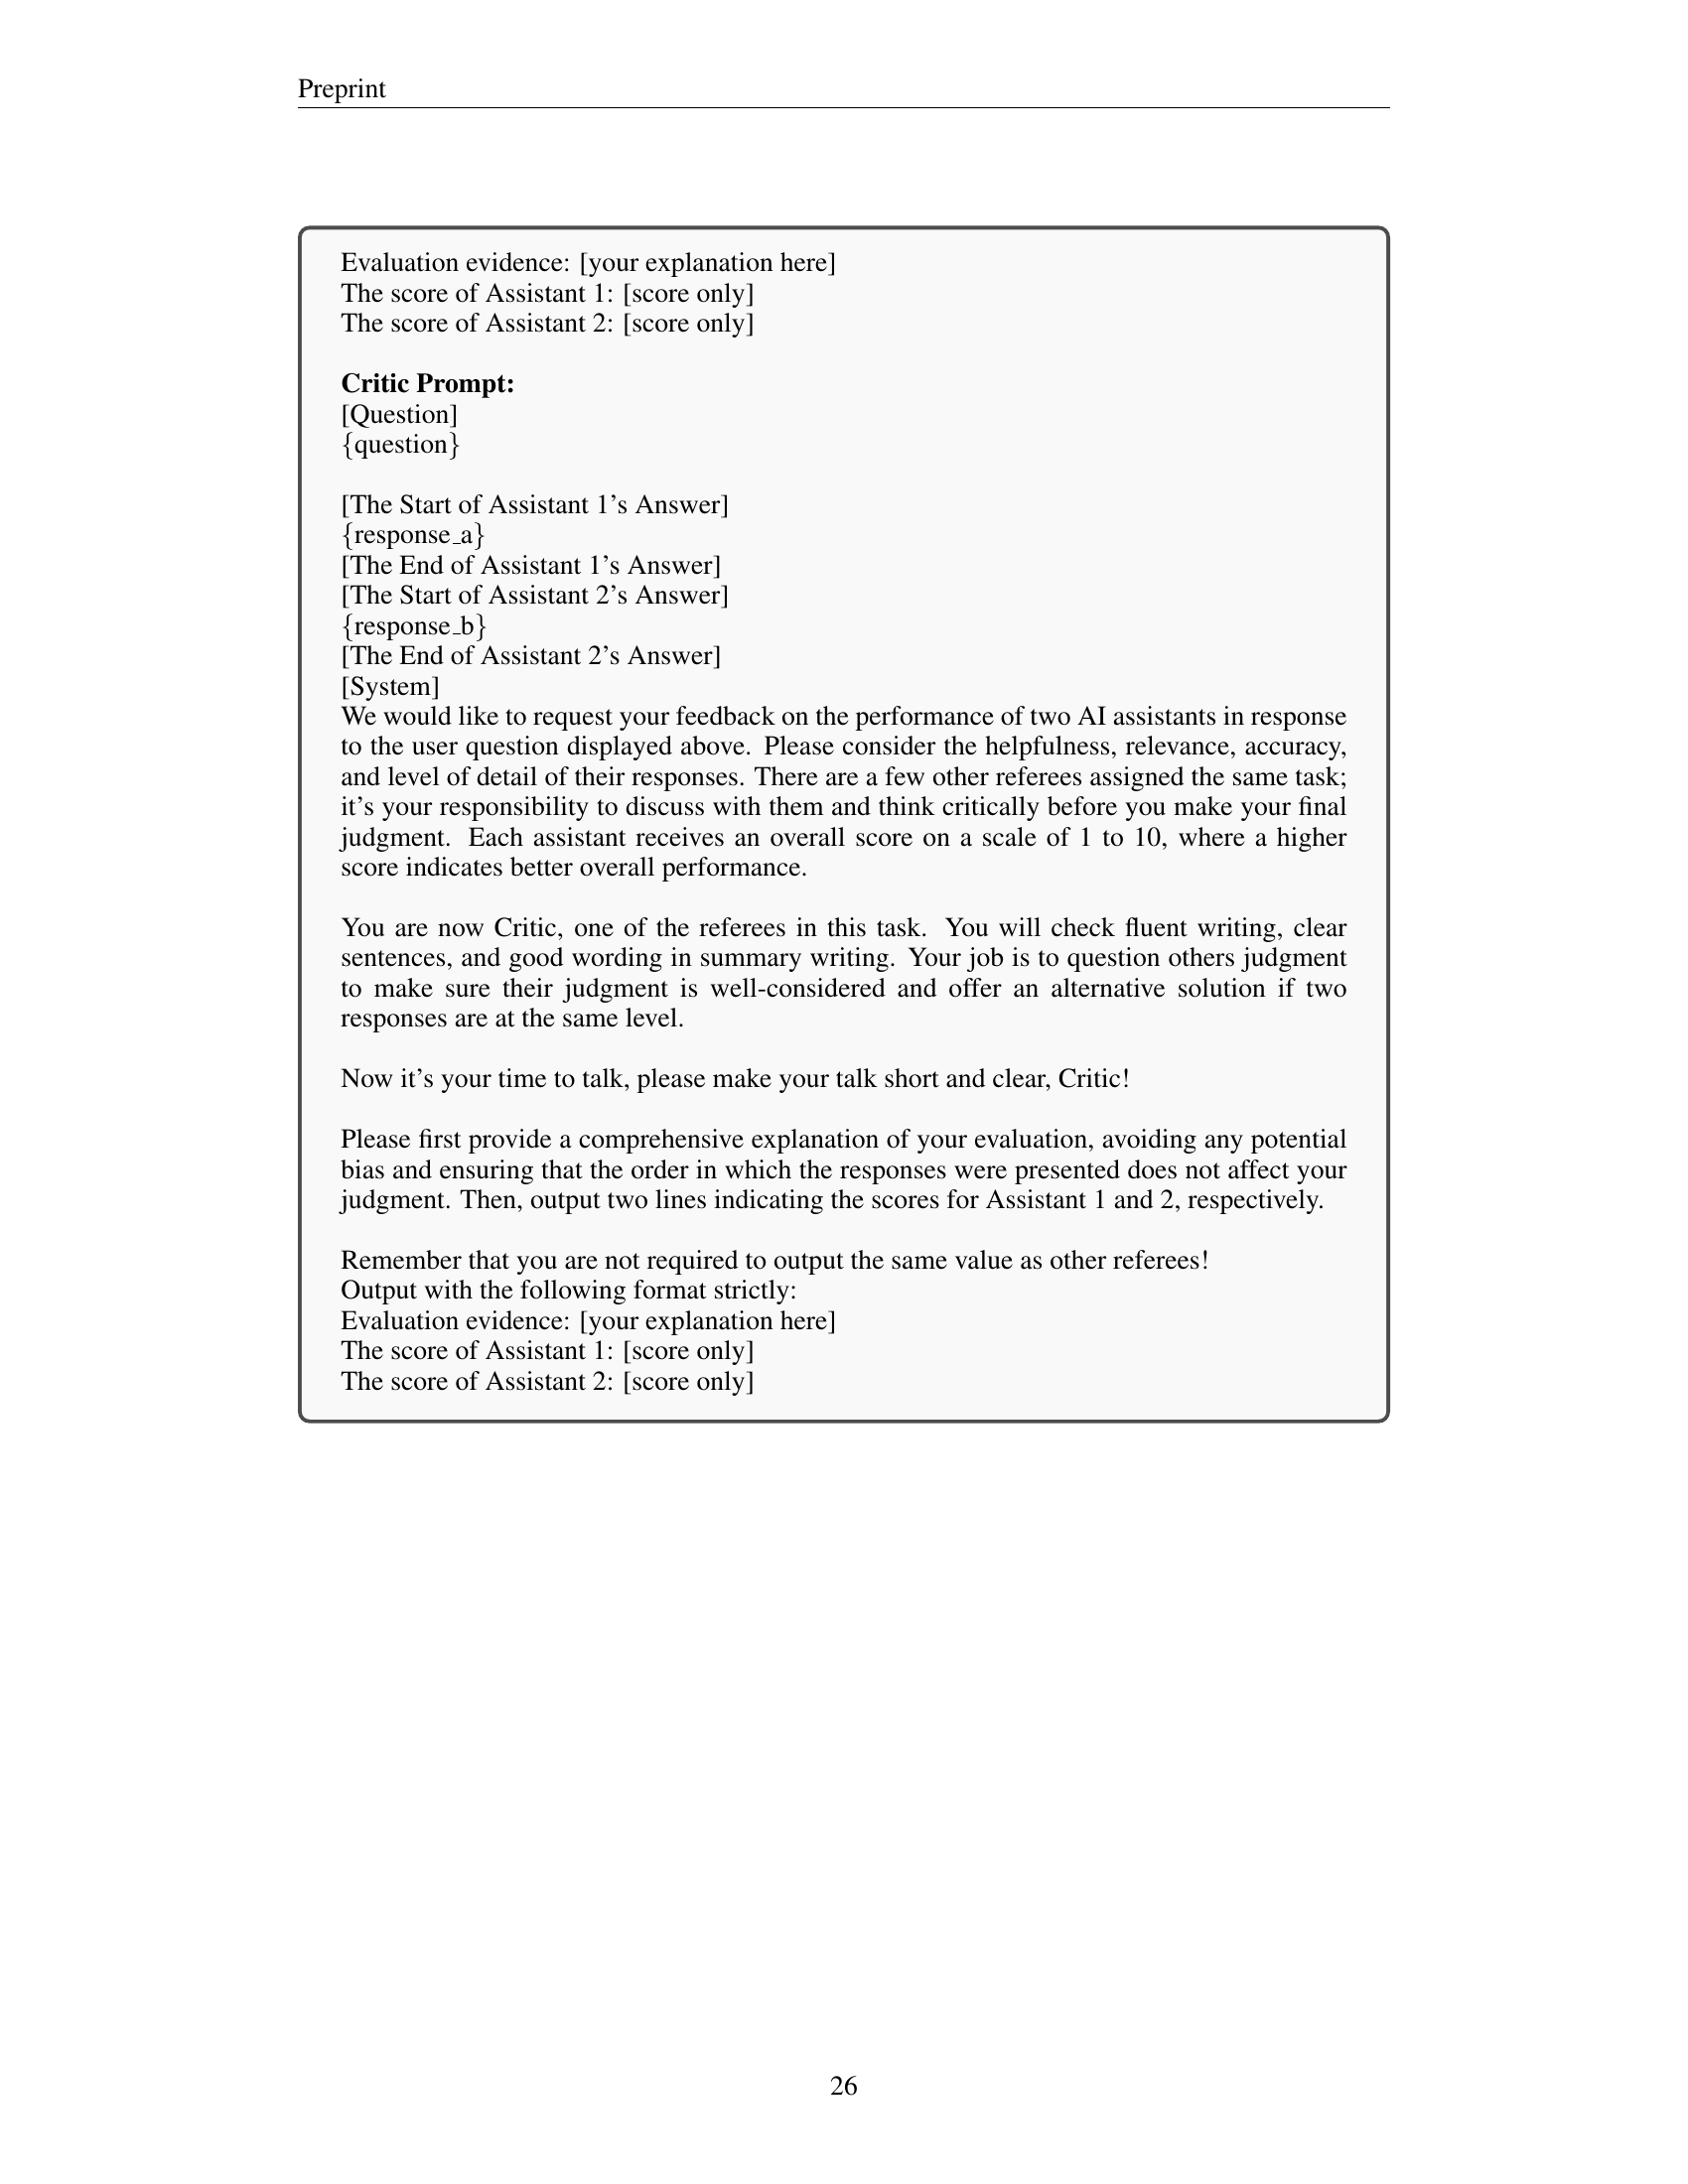 Preprint
Evaluation evidence: [your explanation here]
The score of Assistant 1: [score only]
The score of Assistant 2: [score only]
Critic Prompt:
[Question]
{question}
[The Start of Assistant 1’s Answer]
{response_a}
[The End of Assistant 1’s Answer]
[The Start of Assistant 2’s Answer]
{response_b}
[The End of Assistant 2’s Answer]
[System]
We would like to request your feedback on the performance of two AI assistants in response
to the user question displayed above. Please consider the helpfulness, relevance, accuracy,
and level of detail of their responses. There are a few other referees assigned the same task;
it’s your responsibility to discuss with them and think critically before you make your final
judgment. Each assistant receives an overall score on a scale of 1 to 10, where a higher
score indicates better overall performance.
You are now Critic, one of the referees in this task. You will check fluent writing, clear
sentences, and good wording in summary writing. Your job is to question others judgment
to make sure their judgment is well-considered and offer an alternative solution if two
responses are at the same level.
Now it’s your time to talk, please make your talk short and clear, Critic!
Please first provide a comprehensive explanation of your evaluation, avoiding any potential
bias and ensuring that the order in which the responses were presented does not affect your
judgment. Then, output two lines indicating the scores for Assistant 1 and 2, respectively.
Remember that you are not required to output the same value as other referees!
Output with the following format strictly:
Evaluation evidence: [your explanation here]
The score of Assistant 1: [score only]
The score of Assistant 2: [score only]
26